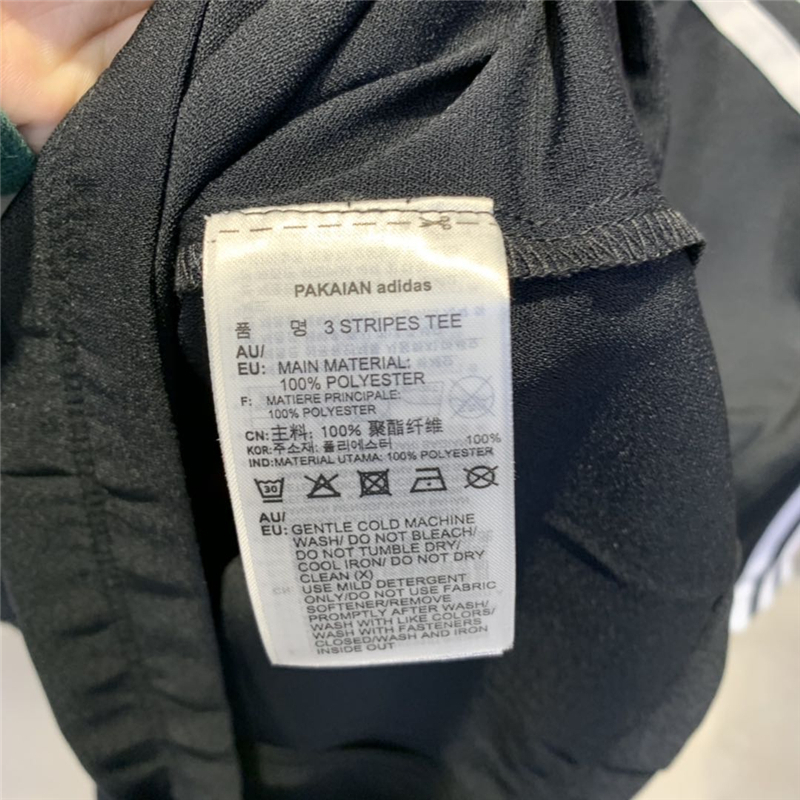 PAKAIAN adidas
품 명 3 STRIPES TEE
AU/
EU: MAIN MATERIAL:
100% POLYESTER
F: MATIERE PRINCIPALE:
100% POLYESTER
CN:主料: 100% 聚酯纤维
KOR:주소재: 폴리에스터 100%
IND:MATERIAL UTAMA: 100% POLYESTER
30
AU/
EU: GENTLE COLD MACHINE
WASH/ DO NOT BLEACH/
DO NOT TUMBLE DRY/
COOL IRON/ DO NOT DRY
CLEAN (X)
USE MILD DETERGENT
ONLY/DO NOT USE FABRIC
SOFTENER/REMOVE
PROMPTLY AFTER WASH/
WASH WITH LIKE COLORS/
WASH WITH FASTENERS
CLOSED/WASH AND IRON
INSIDE OUT